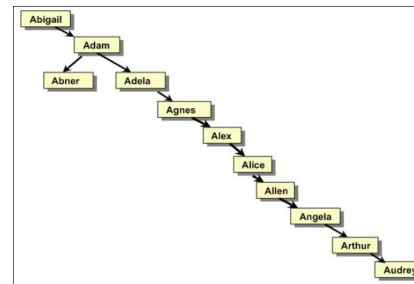 Abigail
Adam
Abner
Adela
Agnes
Alex
Alice
Allen
Angela
Arthur
Audrey